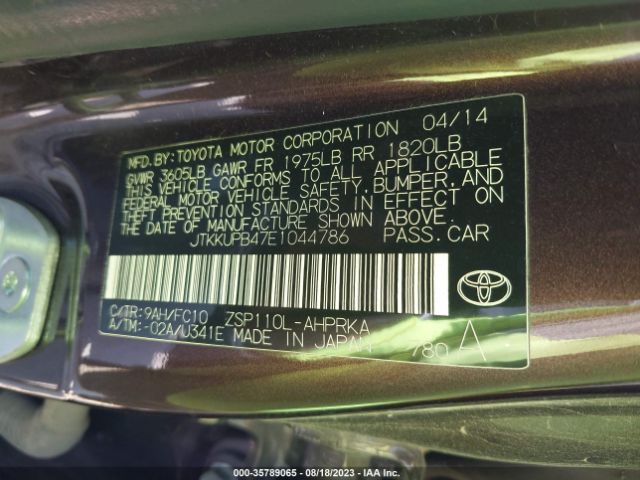 MFD.BY:TOYOTA MOTOR CORPORATION 04/14
GVWR 3605LB GAWR FR 1975LB RR 1820LB
THIS VEHICLE CONFORMS TO ALL APPLICABLE
FEDERAL MOTOR VEHICLE SAFETY,BUMPER,AND
THEFT PREVENTION STANDARDS IN EFFECT ON
THE DATE OF MANUFACTURE SHOWN ABOVE.
JTKKUPB47E1044786 PASS.CAR
C/TR:9AH/FC10 ZSP110L-AHPRKA
A/TM:-02A/U341E MADE IN JAPAN 780 A
000-35789065 / 08/18/2023 / IAA Inc.